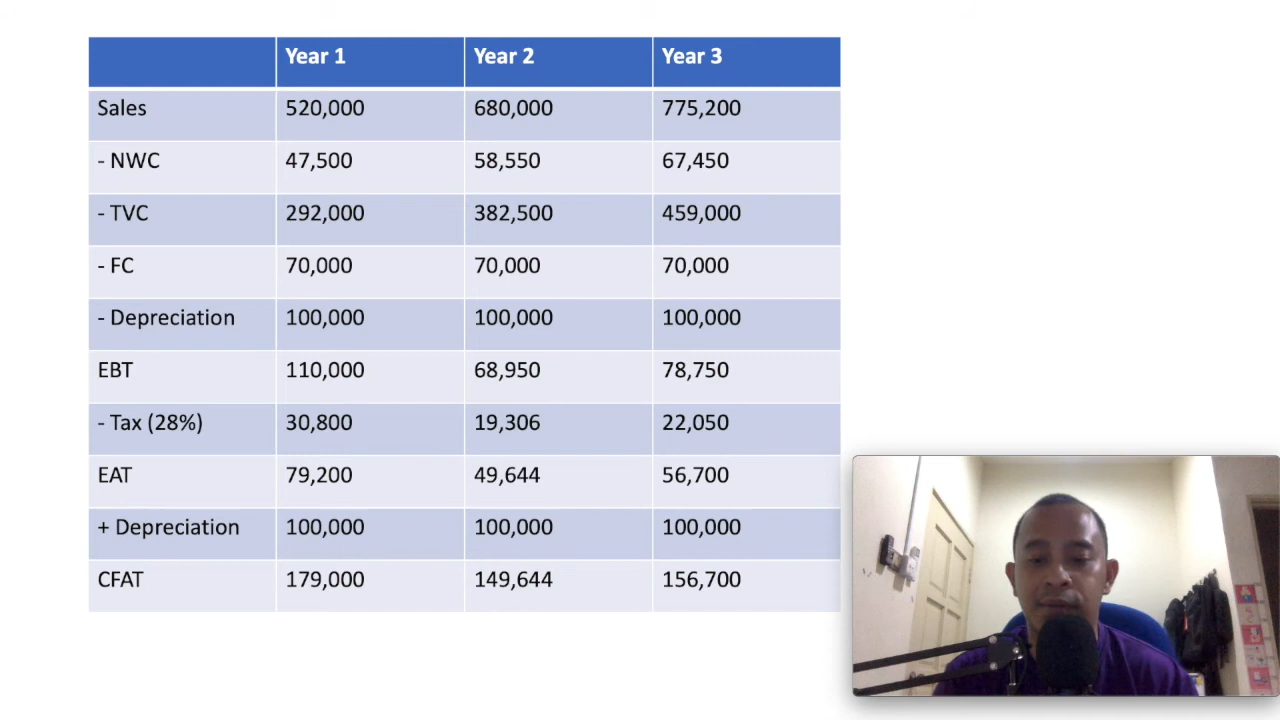 Year 1 Year 2 Year 3
Sales 520,000 680,000 775,200
- NWC 47,500 58,550 67,450
- TVC 292,000 382,500 459,000
- FC 70,000 70,000 70,000
- Depreciation 100,000 100,000 100,000
EBT 110,000 68,950 78,750
- Tax (28%) 30,800 19,306 22,050
EAT 79,200 49,644 56,700
+ Depreciation 100,000 100,000 100,000
CFAT 179,000 149,644 156,700